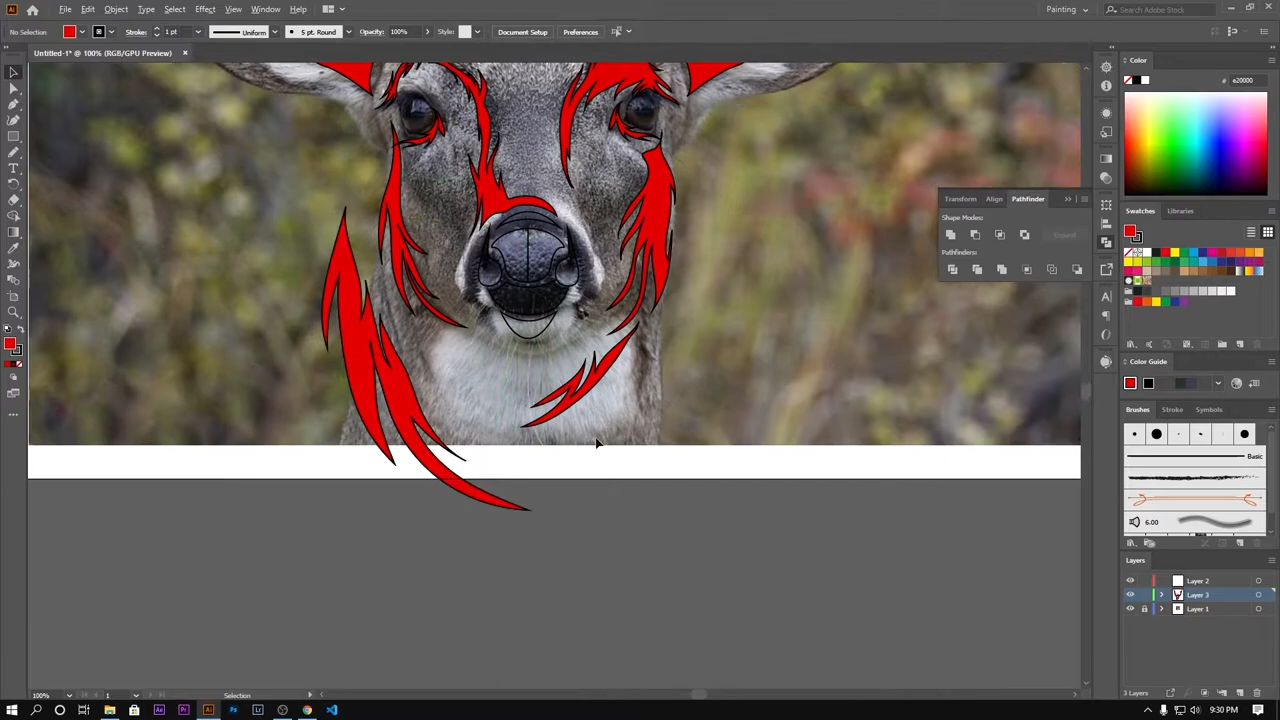 File Edit Object Type Select Effect View Window Help
Painting
Search Adobe Stock
No Selection Stroke: 1 pt Uniform 5 pt. Round Opacity: 100% Style: Document Setup Preferences
Untitled-1* @ 100% (RGB/GPU Preview)
Color
# e20000
Transform Align Pathfinder
Shape Modes:
Expand
Pathfinders:
Swatches Libraries
Color Guide
Brushes Stroke Symbols
Basic
6.00
Layers
Layer 2
Layer 3
Layer 1
3 Layers
100% 1 Selection
9:30 PM